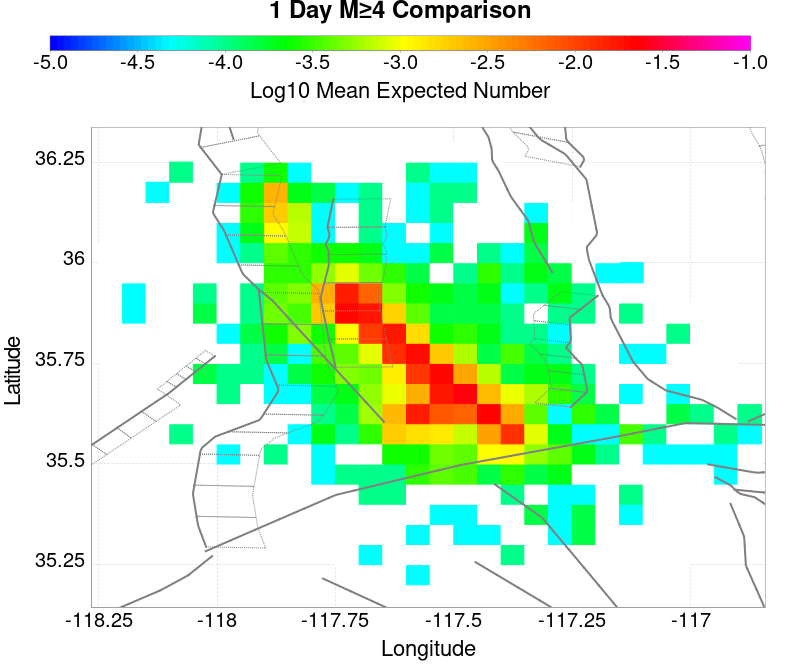 1 Day M≥4 Comparison
-5.0 -4.5 -4.0 -3.5 -3.0 -2.5 -2.0 -1.5 -1.0
Log10 Mean Expected Number
36.25
36
35.75
35.5
35.25
Latitude
-118.25 -118 -117.75 -117.5 -117.25 -117
Longitude